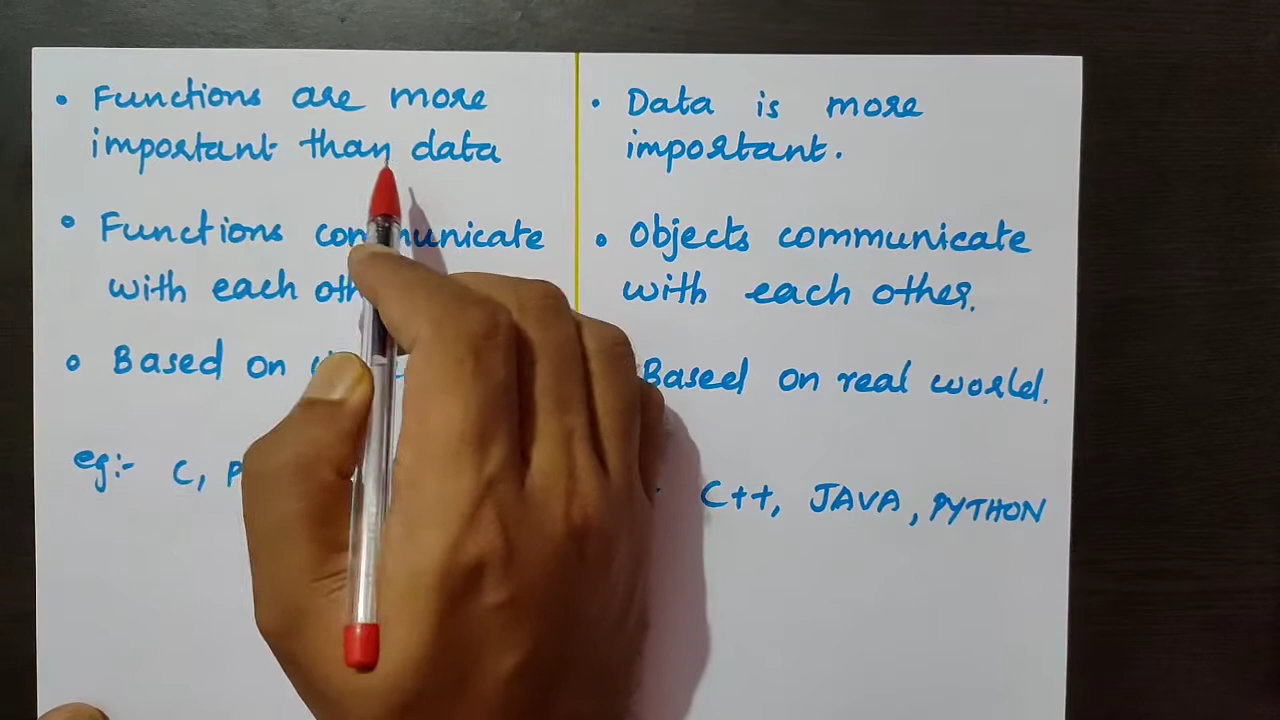 • Functions are more
important than data
• Functions communicate
with each
• Based on
eg:- C,
• Data is more
important.
• Objects communicate
with each other.
Based on real world.
C++, JAVA, PYTHON